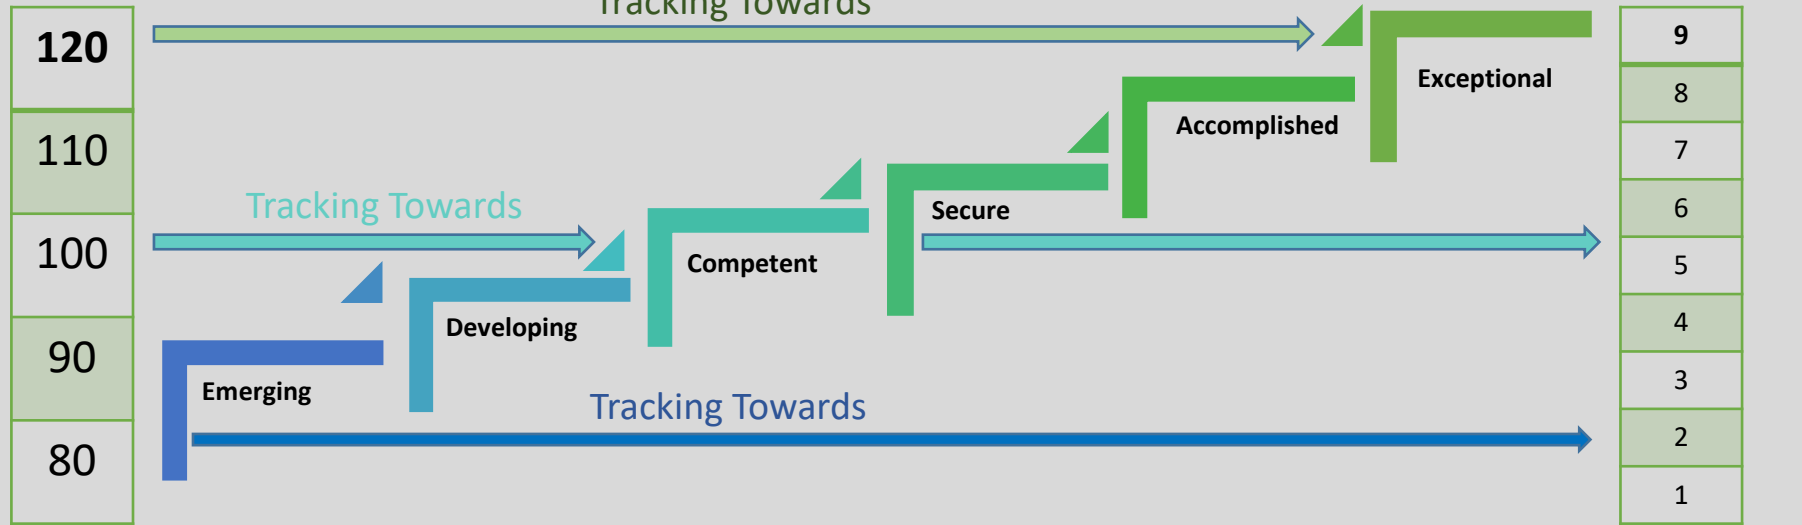 Tracking Towards
120
9
Exceptional
8
Accomplished
110
7
Tracking Towards
Secure
6
100
Competent
5
Developing
4
90
Emerging
3
Tracking Towards
2
80
1